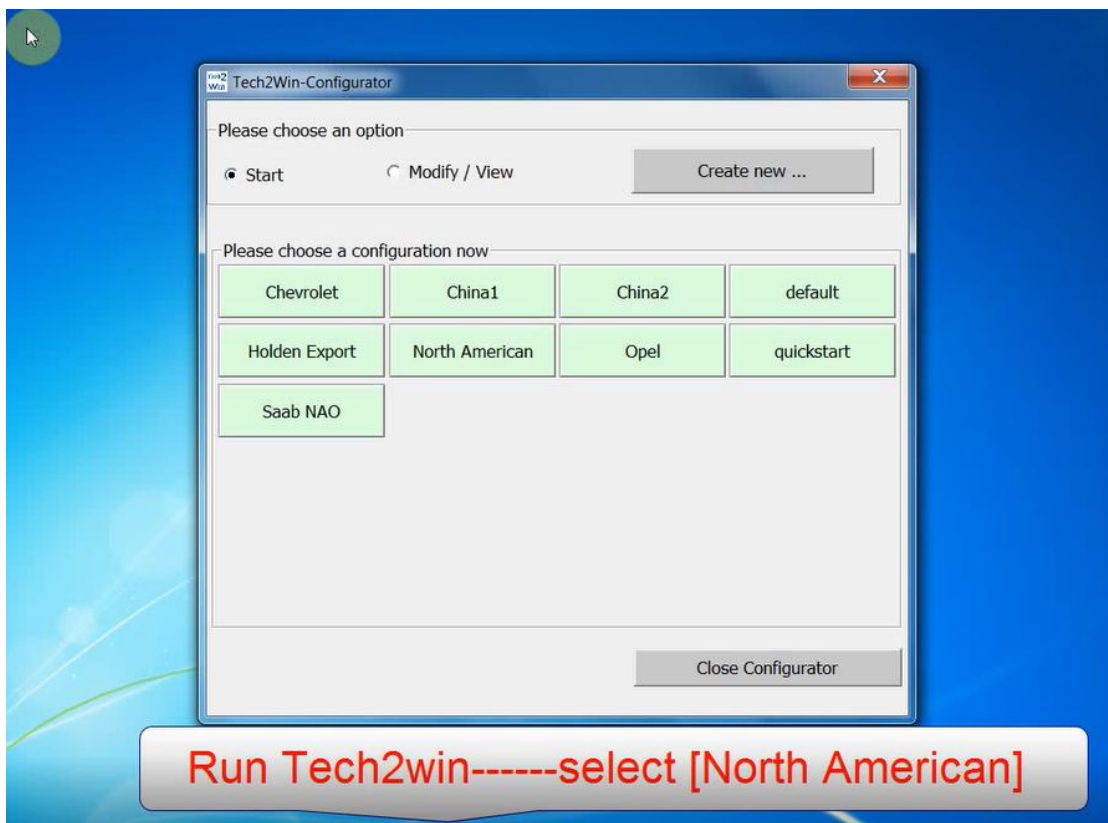 Tech2Win-Configurator
Please choose an option
Start
Modify / View
Create new ...
Please choose a configuration now
Chevrolet
China1
China2
default
Holden Export
North American
Opel
quickstart
Saab NAO
Close Configurator
Run Tech2win------select [North American]